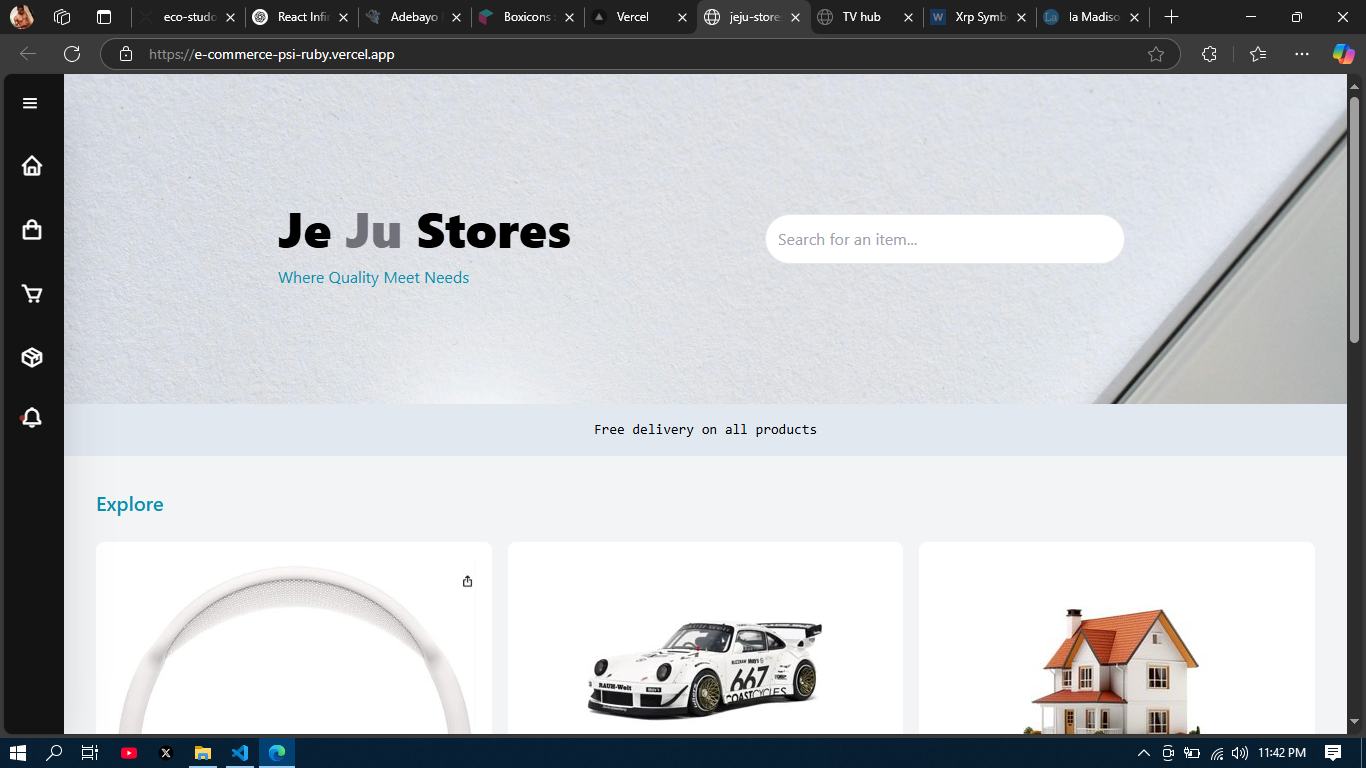 eco-studo
React Infir
Adebayo
Boxicons :
Vercel
jeju-store
TV hub
Xrp Symb
la Madiso
https://e-commerce-psi-ruby.vercel.app
Je Ju Stores
Where Quality Meet Needs
Search for an item...
Free delivery on all products
Explore
RAUH-Welt
667
COASTCYCLES
11:42 PM